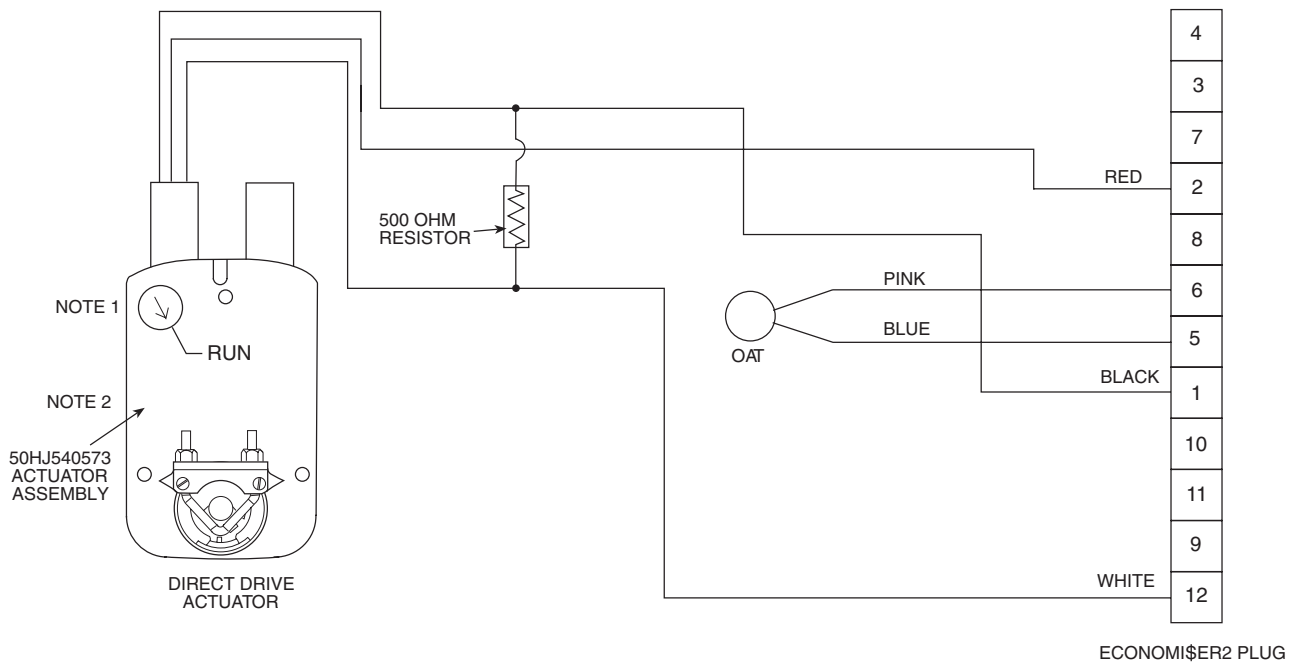 4
3
7
RED
2
500 OHM
RESISTOR
8
PINK
6
NOTE 1
BLUE
5
RUN
OAT
BLACK
1
NOTE 2
10
50HJ540573
ACTUATOR
ASSEMBLY
11
9
DIRECT DRIVE
ACTUATOR
WHITE
12
ECONOMI$ER2 PLUG